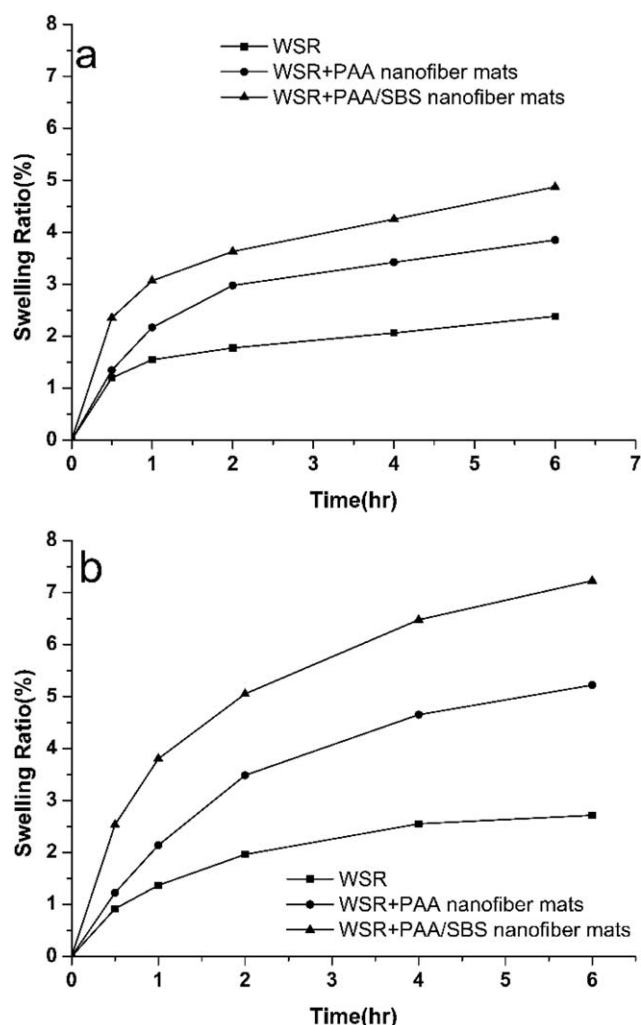 a
WSR
WSR+PAA nanofiber mats
WSR+PAA/SBS nanofiber mats
8
7
6
5
4
3
2
1
0
Swelling Ratio(%)
0 1 2 3 4 5 6 7
Time(hr)
b
8
7
6
5
4
3
2
1
0
Swelling Ratio(%)
WSR
WSR+PAA nanofiber mats
WSR+PAA/SBS nanofiber mats
0 1 2 3 4 5 6
Time(hr)